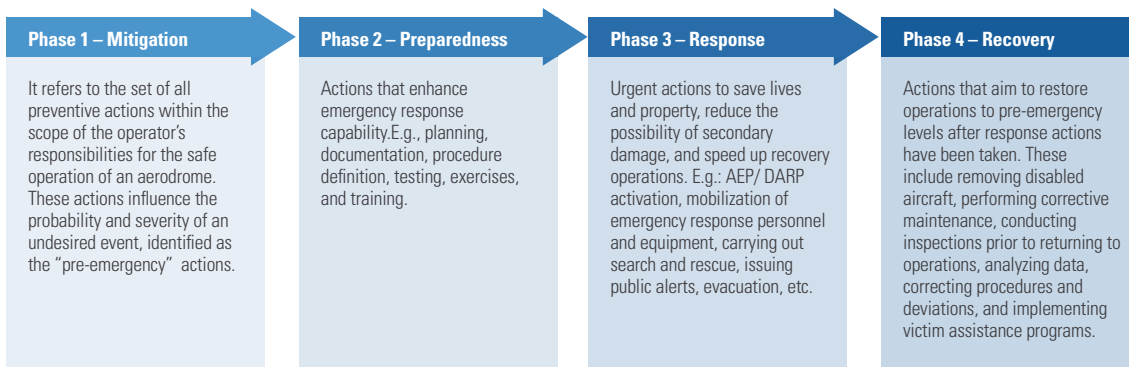 Phase 1 – Mitigation
It refers to the set of all
preventive actions within the
scope of the operator's
responsibilities for the safe
operation of an aerodrome.
These actions influence the
probability and severity of an
undesired event, identified as
the "pre-emergency" actions.
Phase 2 – Preparedness
Actions that enhance
emergency response
capability.E.g., planning,
documentation, procedure
definition, testing, exercises,
and training.
Phase 3 – Response
Urgent actions to save lives
and property, reduce the
possibility of secondary
damage, and speed up recovery
operations. E.g.: AEP/ DARP
activation, mobilization of
emergency response personnel
and equipment, carrying out
search and rescue, issuing
public alerts, evacuation, etc.
Phase 4 – Recovery
Actions that aim to restore
operations to pre-emergency
levels after response actions
have been taken. These
include removing disabled
aircraft, performing corrective
maintenance, conducting
inspections prior to returning to
operations, analyzing data,
correcting procedures and
deviations, and implementing
victim assistance programs.